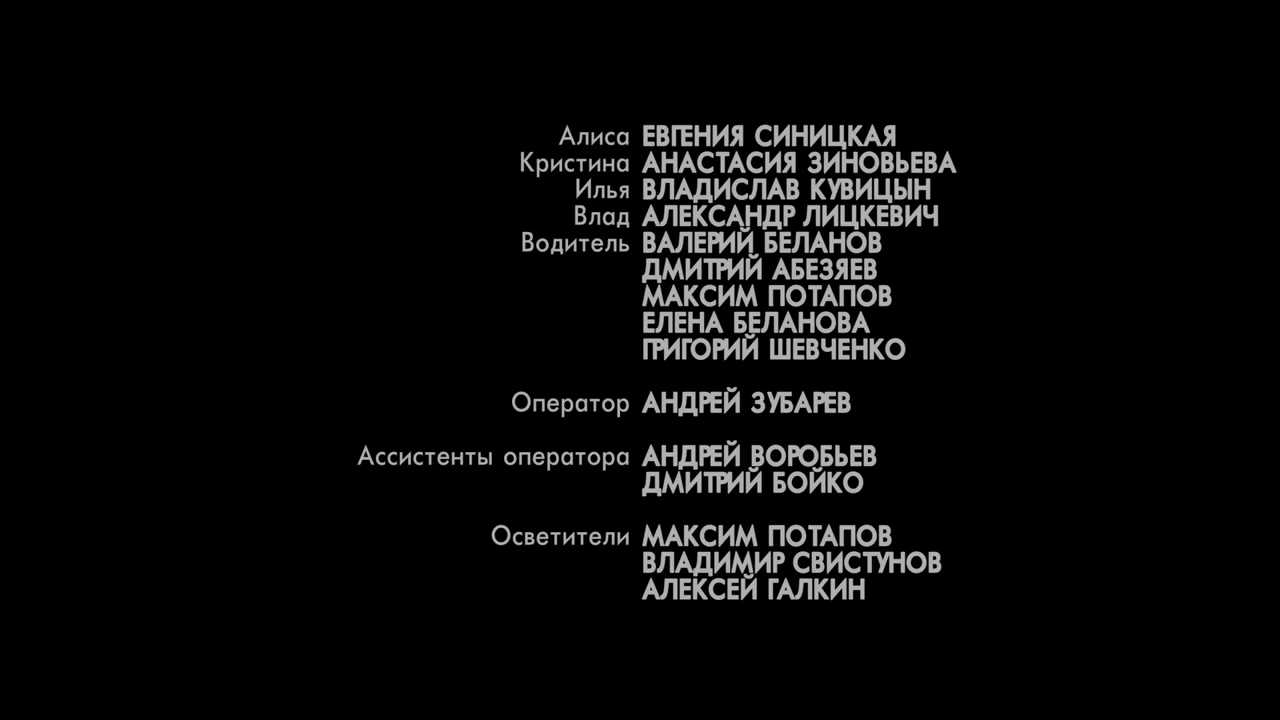 Алиса ЕВГЕНИЯ СИНИЦКАЯ
Кристина АНАСТАСИЯ ЗИНОВЬЕВА
Илья ВЛАДИСЛАВ КУВИЦЫН
Влад АЛЕКСАНДР ЛИЦКЕВИЧ
Водитель ВАЛЕРИЙ БЕЛАНОВ
ДМИТРИЙ АБЕЗЯЕВ
МАКСИМ ПОТАПОВ
ЕЛЕНА БЕЛАНОВА
ГРИГОРИЙ ШЕВЧЕНКО
Оператор АНДРЕЙ ЗУБАРЕВ
Ассистенты оператора АНДРЕЙ ВОРОБЬЕВ
ДМИТРИЙ БОЙКО
Осветители МАКСИМ ПОТАПОВ
ВЛАДИМИР СВИСТУНОВ
АЛЕКСЕЙ ГАЛКИН